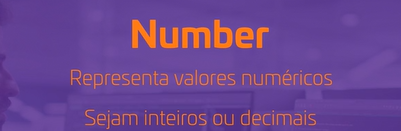 Number
Representa valores numéricos
Sejam inteiros ou decimais